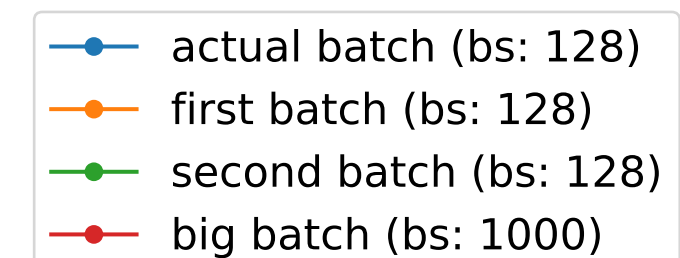 actual batch (bs: 128)
first batch (bs: 128)
second batch (bs: 128)
big batch (bs: 1000)